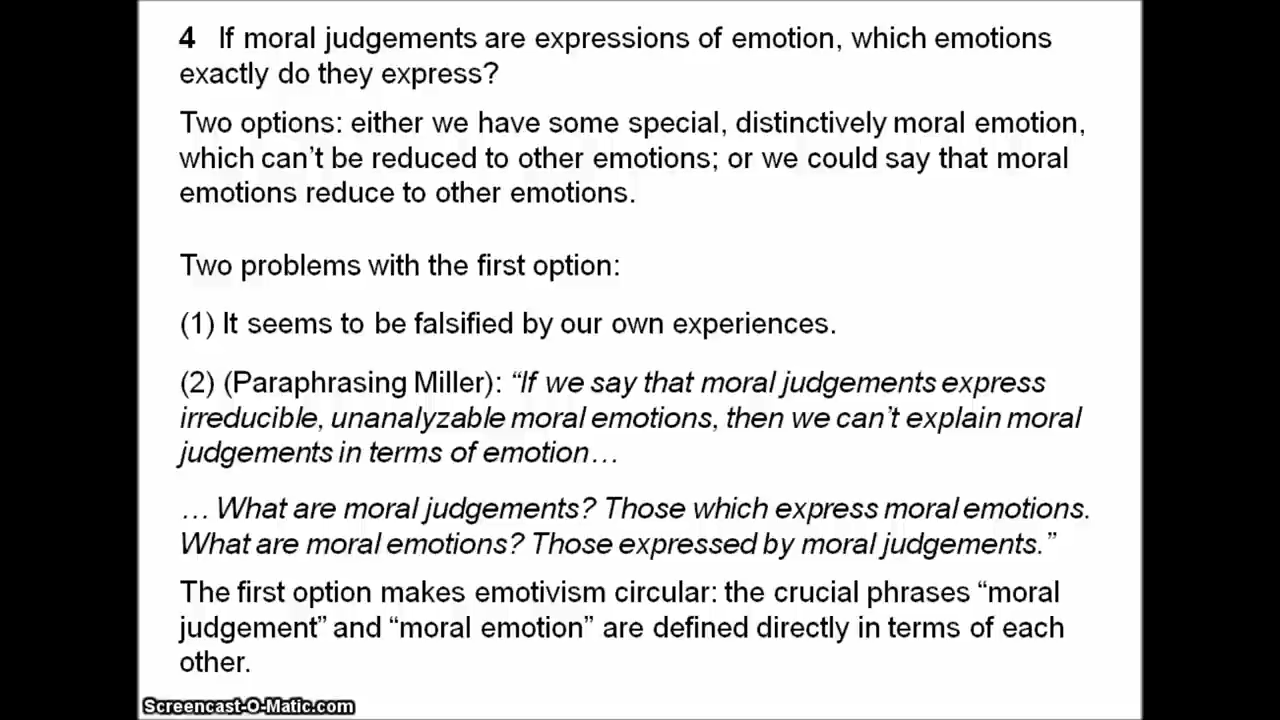 4 If moral judgements are expressions of emotion, which emotions
exactly do they express?
Two options: either we have some special, distinctively moral emotion,
which can't be reduced to other emotions; or we could say that moral
emotions reduce to other emotions.
Two problems with the first option:
(1) It seems to be falsified by our own experiences.
(2) (Paraphrasing Miller): “If we say that moral judgements express
irreducible, unanalyzable moral emotions, then we can't explain moral
judgements in terms of emotion…
… What are moral judgements? Those which express moral emotions.
What are moral emotions? Those expressed by moral judgements.”
The first option makes emotivism circular: the crucial phrases “moral
judgement” and “moral emotion” are defined directly in terms of each
other.
Screencast-O-Matic.com